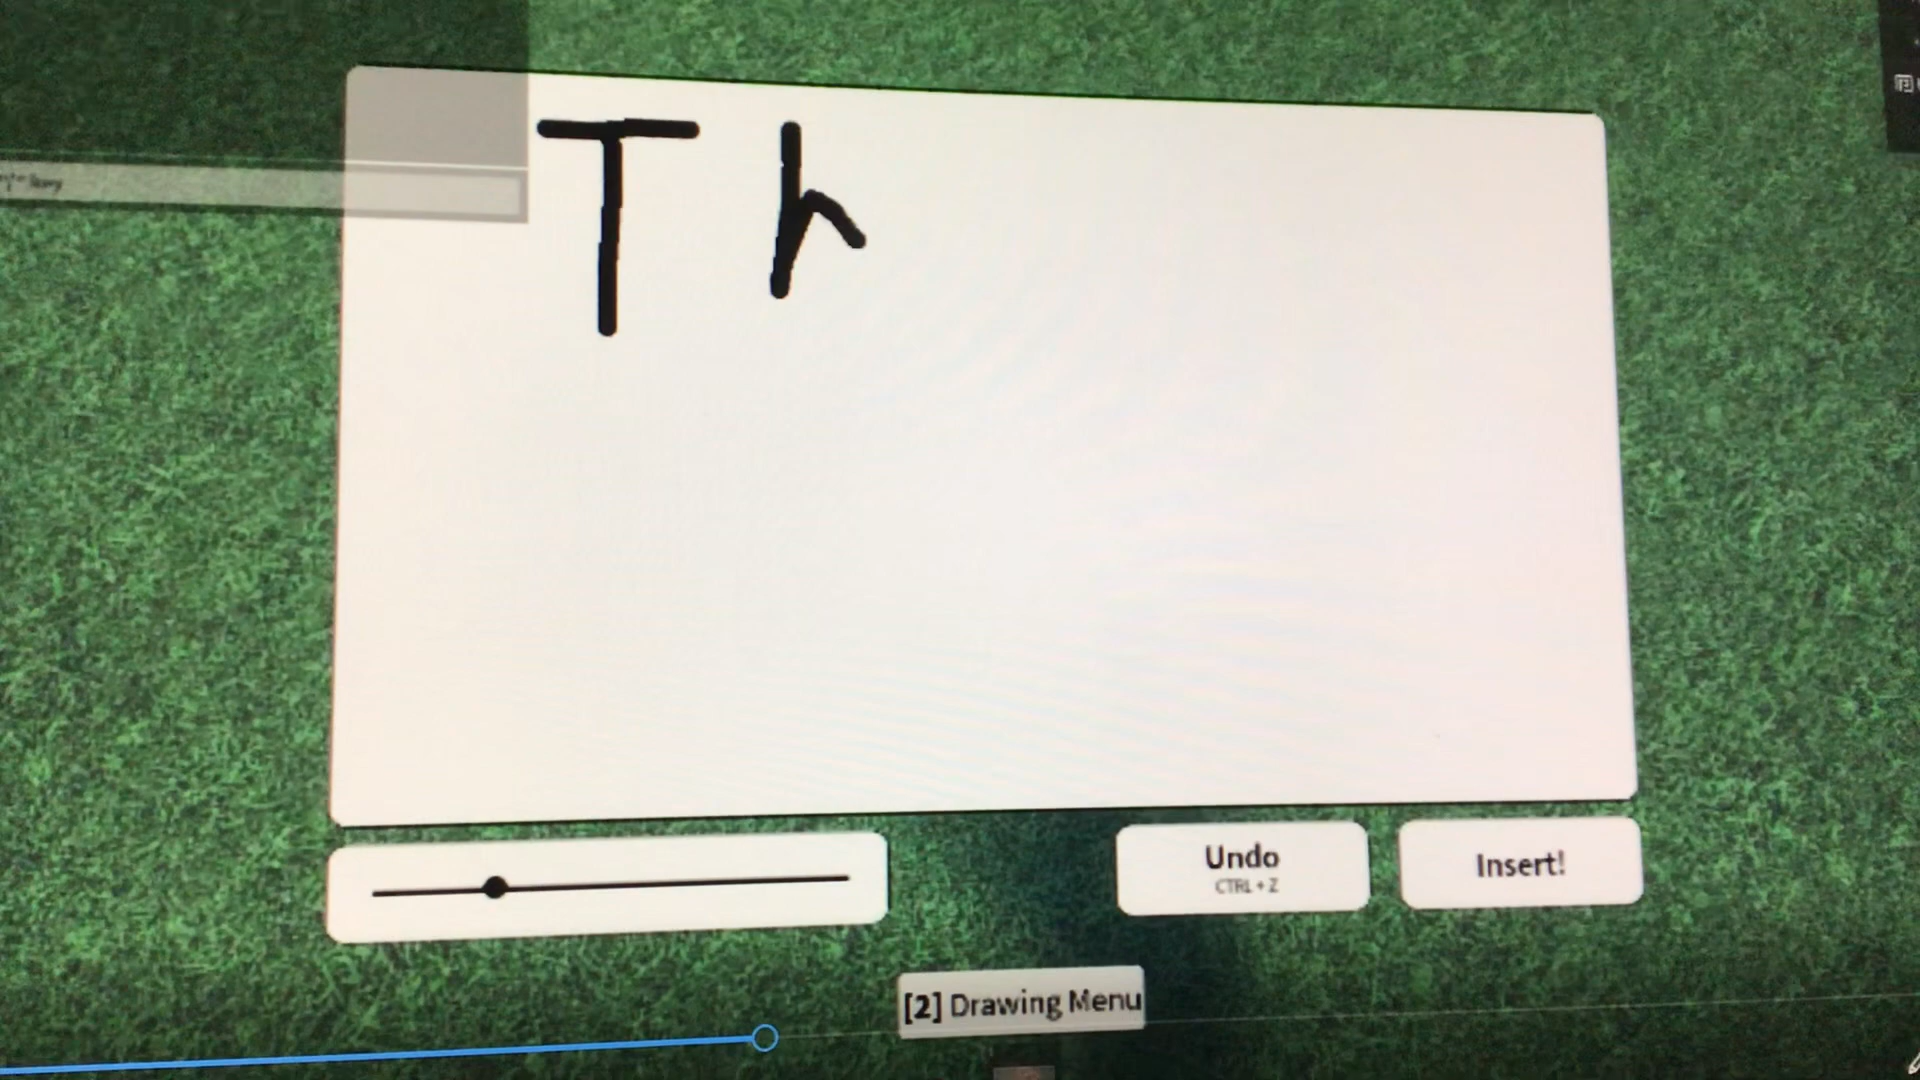 Th
Undo
CTRL + Z
Insert!
[2] Drawing Menu